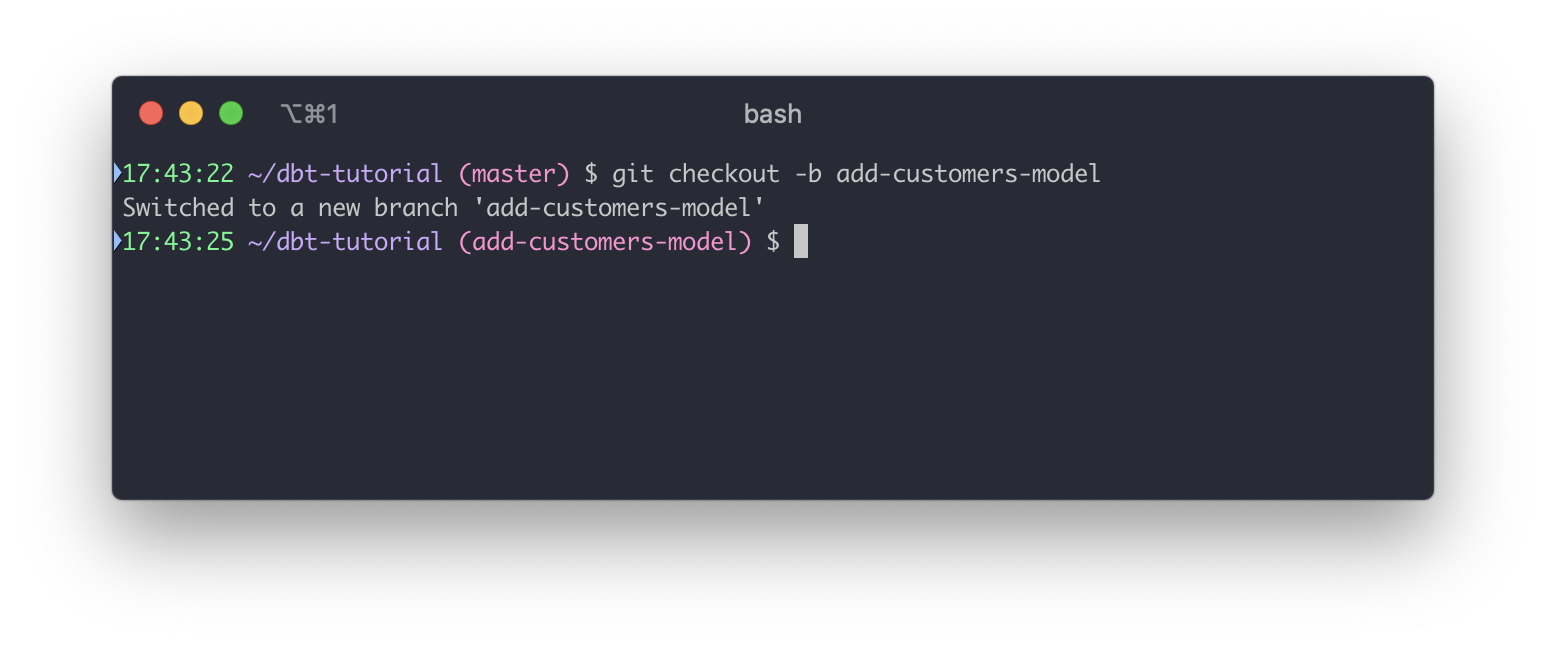 ⌥⌘1 bash
17:43:22 ~/dbt-tutorial (master) $ git checkout -b add-customers-model
Switched to a new branch 'add-customers-model'
17:43:25 ~/dbt-tutorial (add-customers-model) $